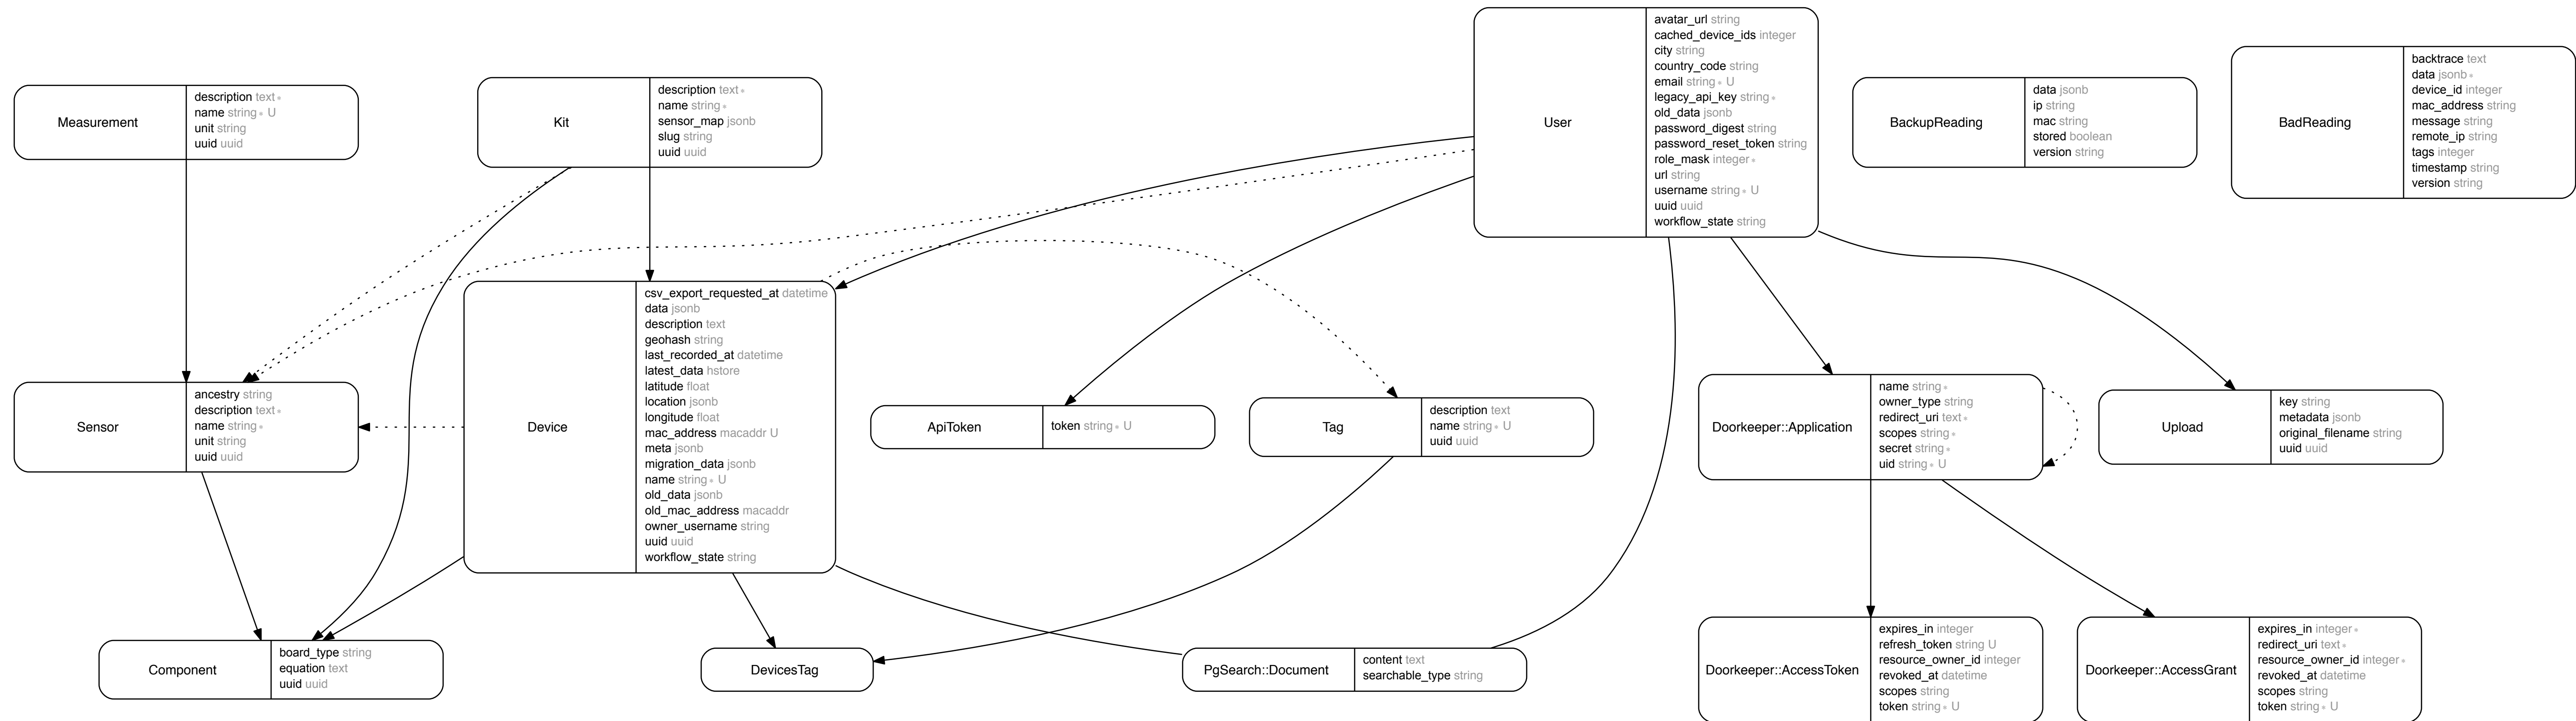 Measurement
description text*
name string* U
unit string
uuid uuid
Kit
description text*
name string*
sensor_map jsonb
slug string
uuid uuid
User
avatar_url string
cached_device_ids integer
city string
country_code string
email string* U
legacy_api_key string*
old_data jsonb
password_digest string
password_reset_token string
role_mask integer*
url string
username string* U
uuid uuid
workflow_state string
BackupReading
data jsonb
ip string
mac string
stored boolean
version string
BadReading
backtrace text
data jsonb*
device_id integer
mac_address string
message string
remote_ip string
tags integer
timestamp string
version string
Sensor
ancestry string
description text*
name string*
unit string
uuid uuid
Device
csv_export_requested_at datetime
data jsonb
description text
geohash string
last_recorded_at datetime
latest_data hstore
latitude float
location jsonb
longitude float
mac_address macaddr U
meta jsonb
migration_data jsonb
name string* U
old_data jsonb
old_mac_address macaddr
owner_username string
uuid uuid
workflow_state string
ApiToken
token string* U
Tag
description text
name string* U
uuid uuid
Doorkeeper::Application
name string*
owner_type string
redirect_uri text*
scopes string*
secret string*
uid string* U
Upload
key string
metadata jsonb
original_filename string
uuid uuid
Component
board_type string
equation text
uuid uuid
DevicesTag
PgSearch::Document
content text
searchable_type string
Doorkeeper::AccessToken
expires_in integer
refresh_token string U
resource_owner_id integer
revoked_at datetime
scopes string
token string* U
Doorkeeper::AccessGrant
expires_in integer*
redirect_uri text*
resource_owner_id integer*
revoked_at datetime
scopes string
token string* U